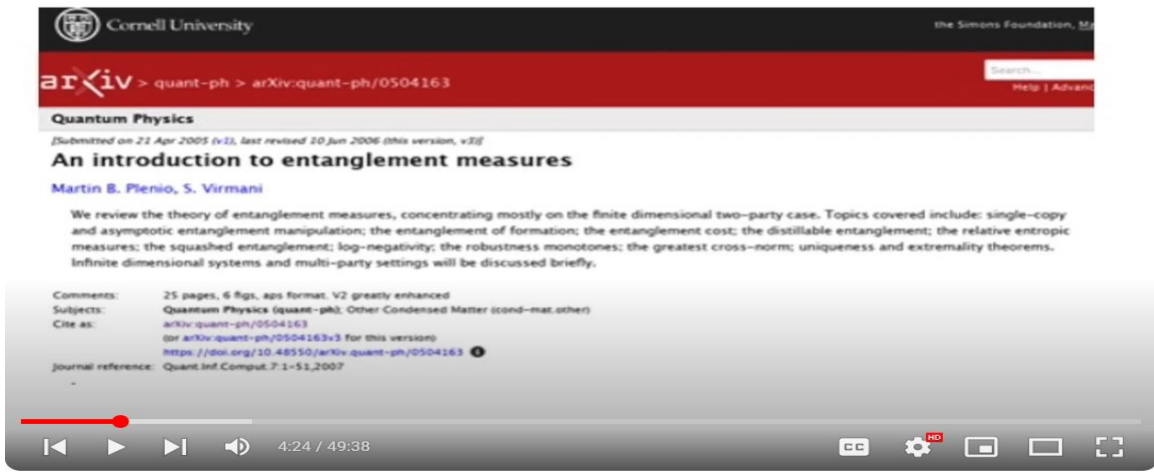 Cornell University
the Simons Foundation,
arXiv > quant-ph > arXiv:quant-ph/0504163
Search...
Help | Advanc
Quantum Physics
[Submitted on 21 Apr 2005 (v1), last revised 10 Jun 2006 (this version, v3)]
An introduction to entanglement measures
Martin B. Plenio, S. Virmani
We review the theory of entanglement measures, concentrating mostly on the finite dimensional two-party case. Topics covered include: single-copy
and asymptotic entanglement manipulation; the entanglement of formation; the entanglement cost; the distillable entanglement; the relative entropic
measures; the squashed entanglement; log-negativity; the robustness monotones; the greatest cross-norm; uniqueness and extremality theorems.
Infinite dimensional systems and multi-party settings will be discussed briefly.
Comments: 25 pages, 6 figs, aps format. V2 greatly enhanced
Subjects: Quantum Physics (quant-ph); Other Condensed Matter (cond-mat.other)
Cite as: arXiv:quant-ph/0504163
(or arXiv:quant-ph/0504163v3 for this version)
https://doi.org/10.48550/arXiv.quant-ph/0504163
Journal reference: Quant.Inf.Comput.7:1-51,2007
4:24 / 49:38
CC
HD